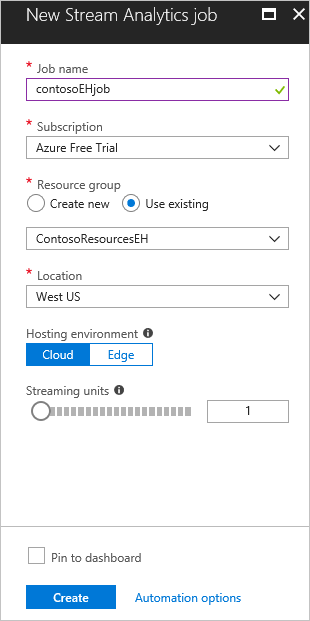 New Stream Analytics job
* Job name
contosoEHjob
* Subscription
Azure Free Trial
* Resource group
Create new Use existing
ContosoResourcesEH
* Location
West US
Hosting environment
Cloud Edge
Streaming units
1
Pin to dashboard
Create Automation options